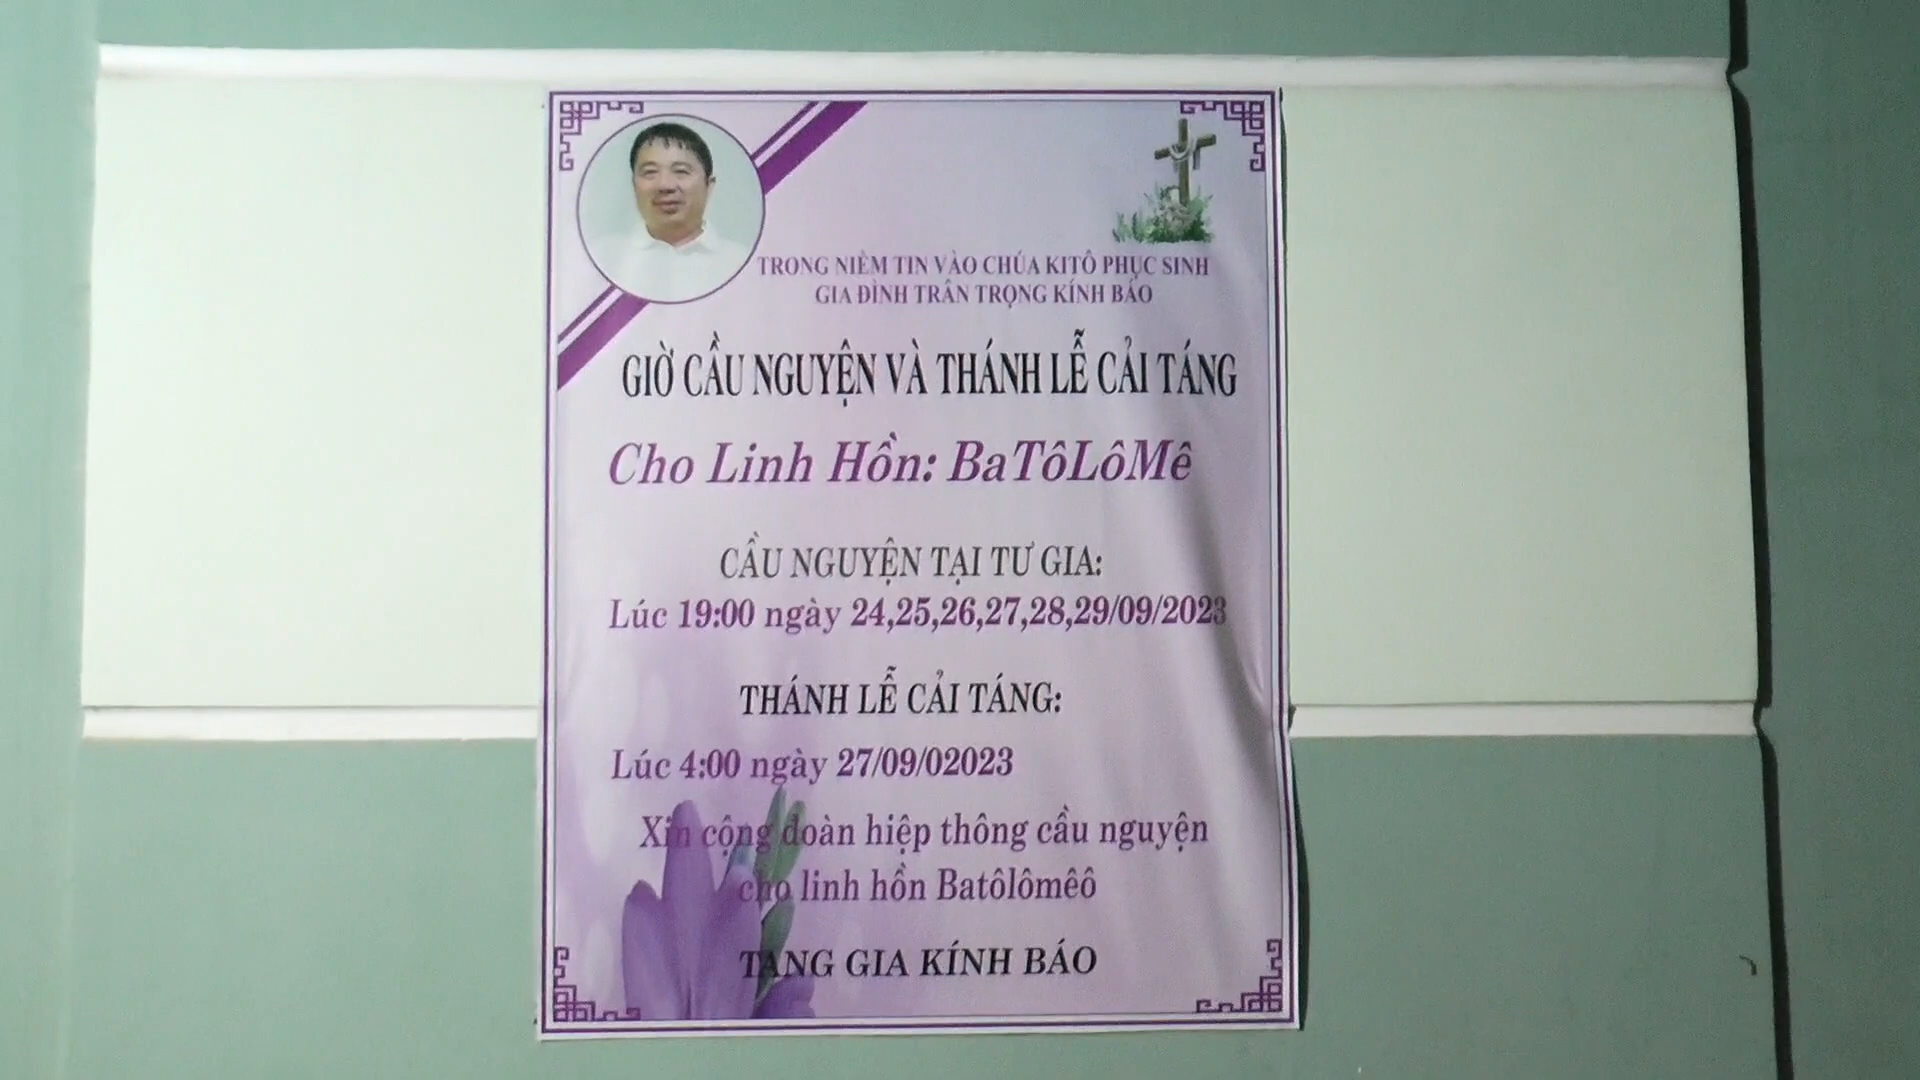 TRONG NIỀM TIN VÀO CHÚA KITÔ PHỤC SINH
GIA ĐÌNH TRÂN TRỌNG KÍNH BÁO
GIỜ CẦU NGUYỆN VÀ THÁNH LỄ CẢI TÁNG
Cho Linh Hồn: BaTôLôMê
CẦU NGUYỆN TẠI TƯ GIA:
Lúc 19:00 ngày 24,25,26,27,28,29/09/2023
THÁNH LỄ CẢI TÁNG:
Lúc 4:00 ngày 27/09/02023
Xin cộng đoàn hiệp thông cầu nguyện
cho linh hồn Batôlômêô
TANG GIA KÍNH BÁO